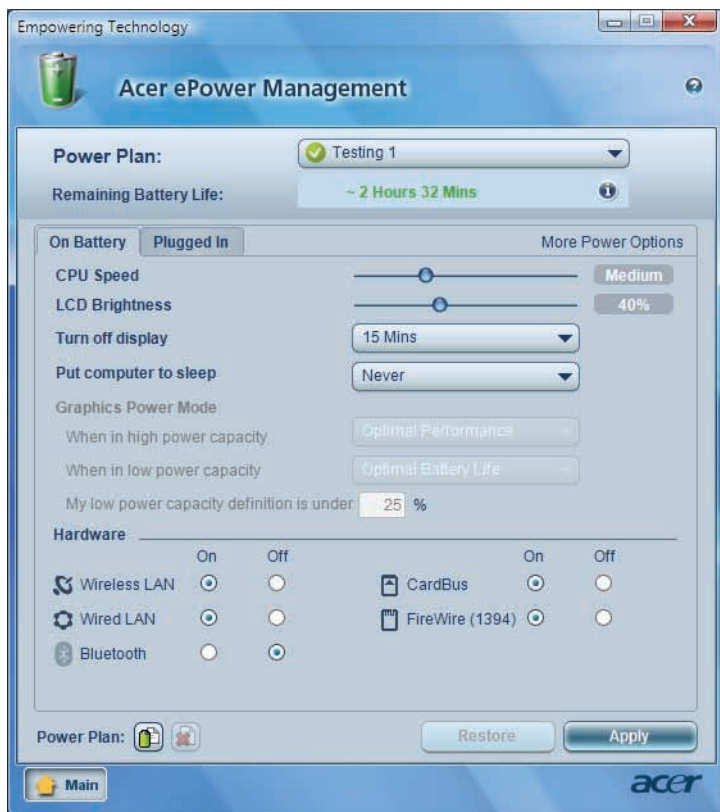 Empowering Technology
Acer ePower Management
Power Plan: Testing 1
Remaining Battery Life: ~ 2 Hours 32 Mins
On Battery Plugged In More Power Options
CPU Speed Medium
LCD Brightness 40%
Turn off display 15 Mins
Put computer to sleep Never
Graphics Power Mode
When in high power capacity Optimal Performance
When in low power capacity Optimal Battery Life
My low power capacity definition is under 25 %
Hardware
On Off On Off
Wireless LAN CardBus
Wired LAN FireWire (1394)
Bluetooth
Power Plan: Restore Apply
Main acer